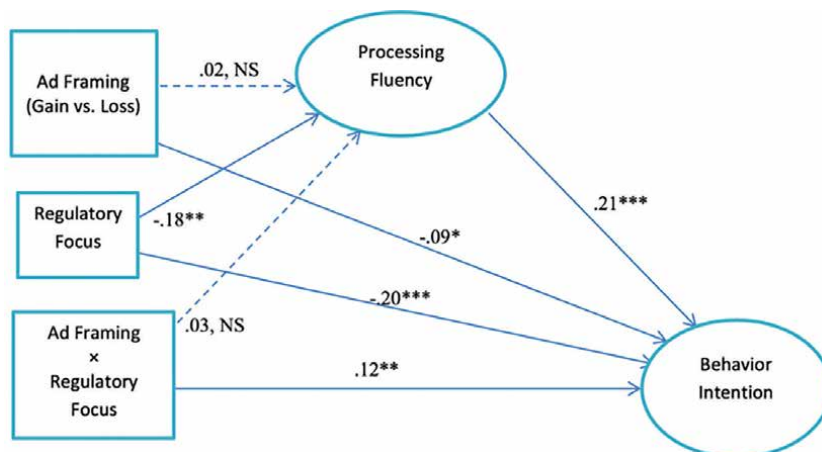 Processing
Fluency
.02, NS
Ad Framing
(Gain vs. Loss)
Regulatory
Focus
-.18**
.21***
-.09*
-.20***
.03, NS
Ad Framing
×
Regulatory
Focus
.12**
Behavior
Intention